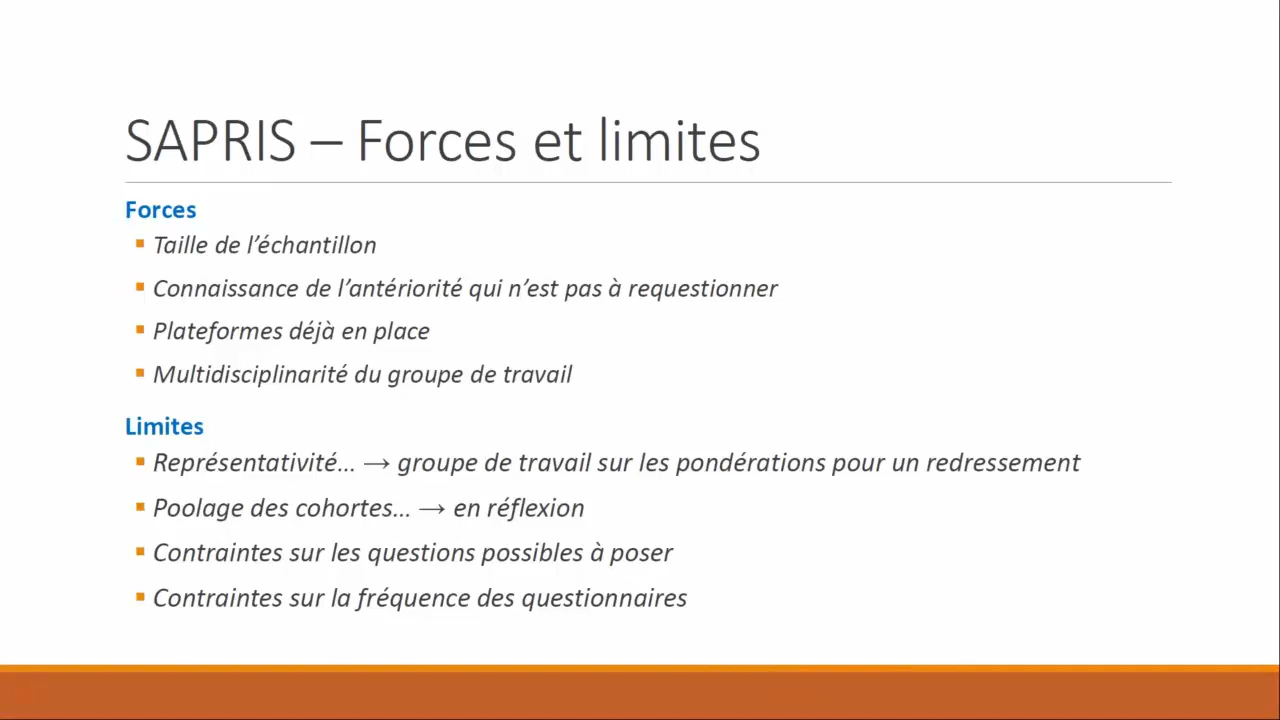 SAPRIS – Forces et limites
Forces
▪ Taille de l’échantillon
▪ Connaissance de l’antériorité qui n’est pas à requestionner
▪ Plateformes déjà en place
▪ Multidisciplinarité du groupe de travail
Limites
▪ Représentativité... → groupe de travail sur les pondérations pour un redressement
▪ Poolage des cohortes... → en réflexion
▪ Contraintes sur les questions possibles à poser
▪ Contraintes sur la fréquence des questionnaires